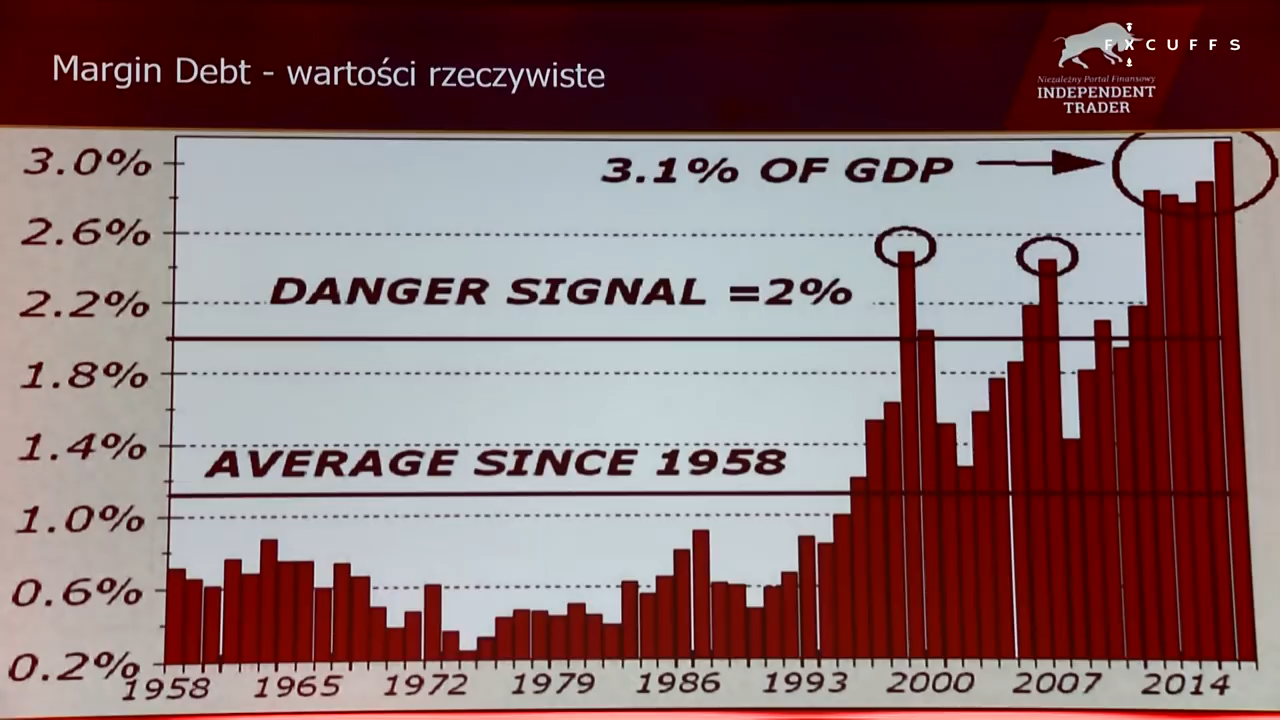 Margin Debt - wartości rzeczywiste
FXCUFFS
Niezależny Portal Finansowy
INDEPENDENT
TRADER
3.0%
3.1% OF GDP
2.6%
DANGER SIGNAL =2%
2.2%
1.8%
1.4%
AVERAGE SINCE 1958
1.0%
0.6%
0.2%
1958 1965 1972 1979 1986 1993 2000 2007 2014